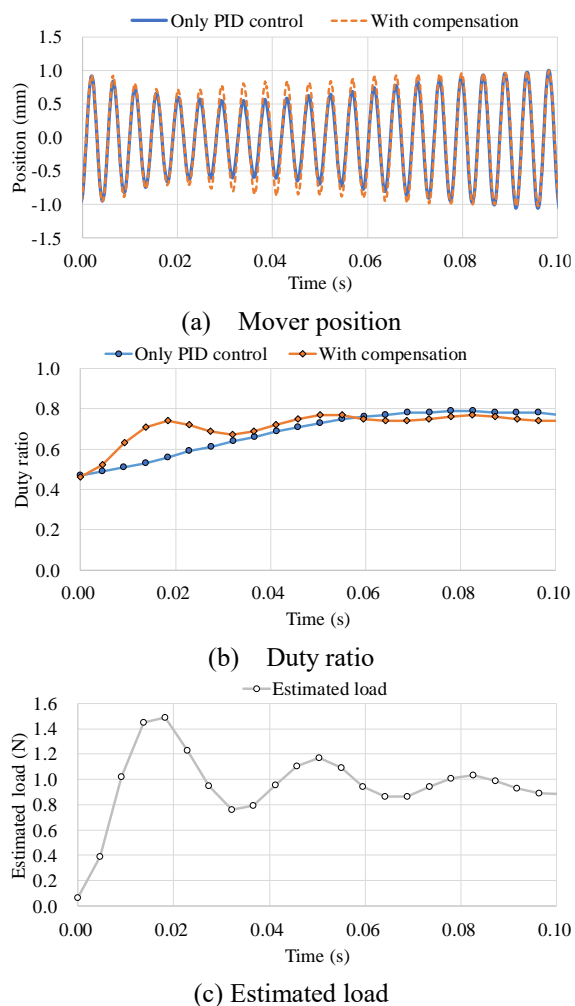 Only PID control With compensation
1.5
1.0
0.5
0.0
-0.5
-1.0
-1.5
Position (mm)
0.00 0.02 0.04 0.06 0.08 0.10
Time (s)
(a) Mover position
Only PID control With compensation
1.0
0.8
0.6
0.4
0.2
0.0
Duty ratio
0.00 0.02 0.04 0.06 0.08 0.10
Time (s)
(b) Duty ratio
Estimated load
1.6
1.4
1.2
1.0
0.8
0.6
0.4
0.2
0.0
Estimated load (N)
0.00 0.02 0.04 0.06 0.08 0.10
Time (s)
(c) Estimated load